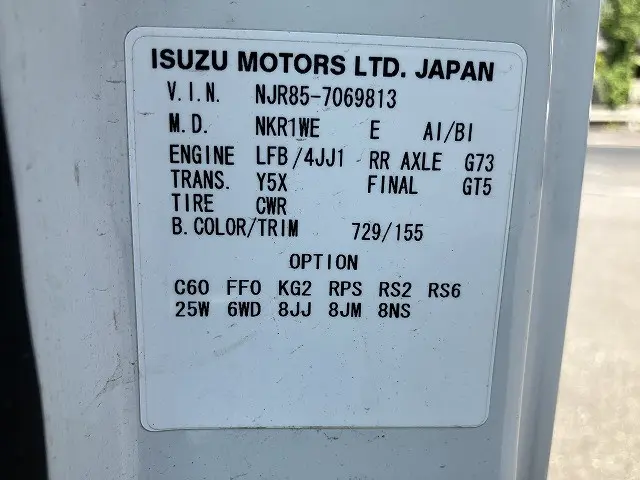 ISUZU MOTORS LTD. JAPAN
V.I.N. NJR85-7069813
M.D. NKR1WE E AI/BI
ENGINE LFB/4JJ1 RR AXLE G73
TRANS. Y5X FINAL GT5
TIRE CWR
B.COLOR/TRIM 729/155
OPTION
C60 FF0 KG2 RPS RS2 RS6
25W 6WD 8JJ 8JM 8NS